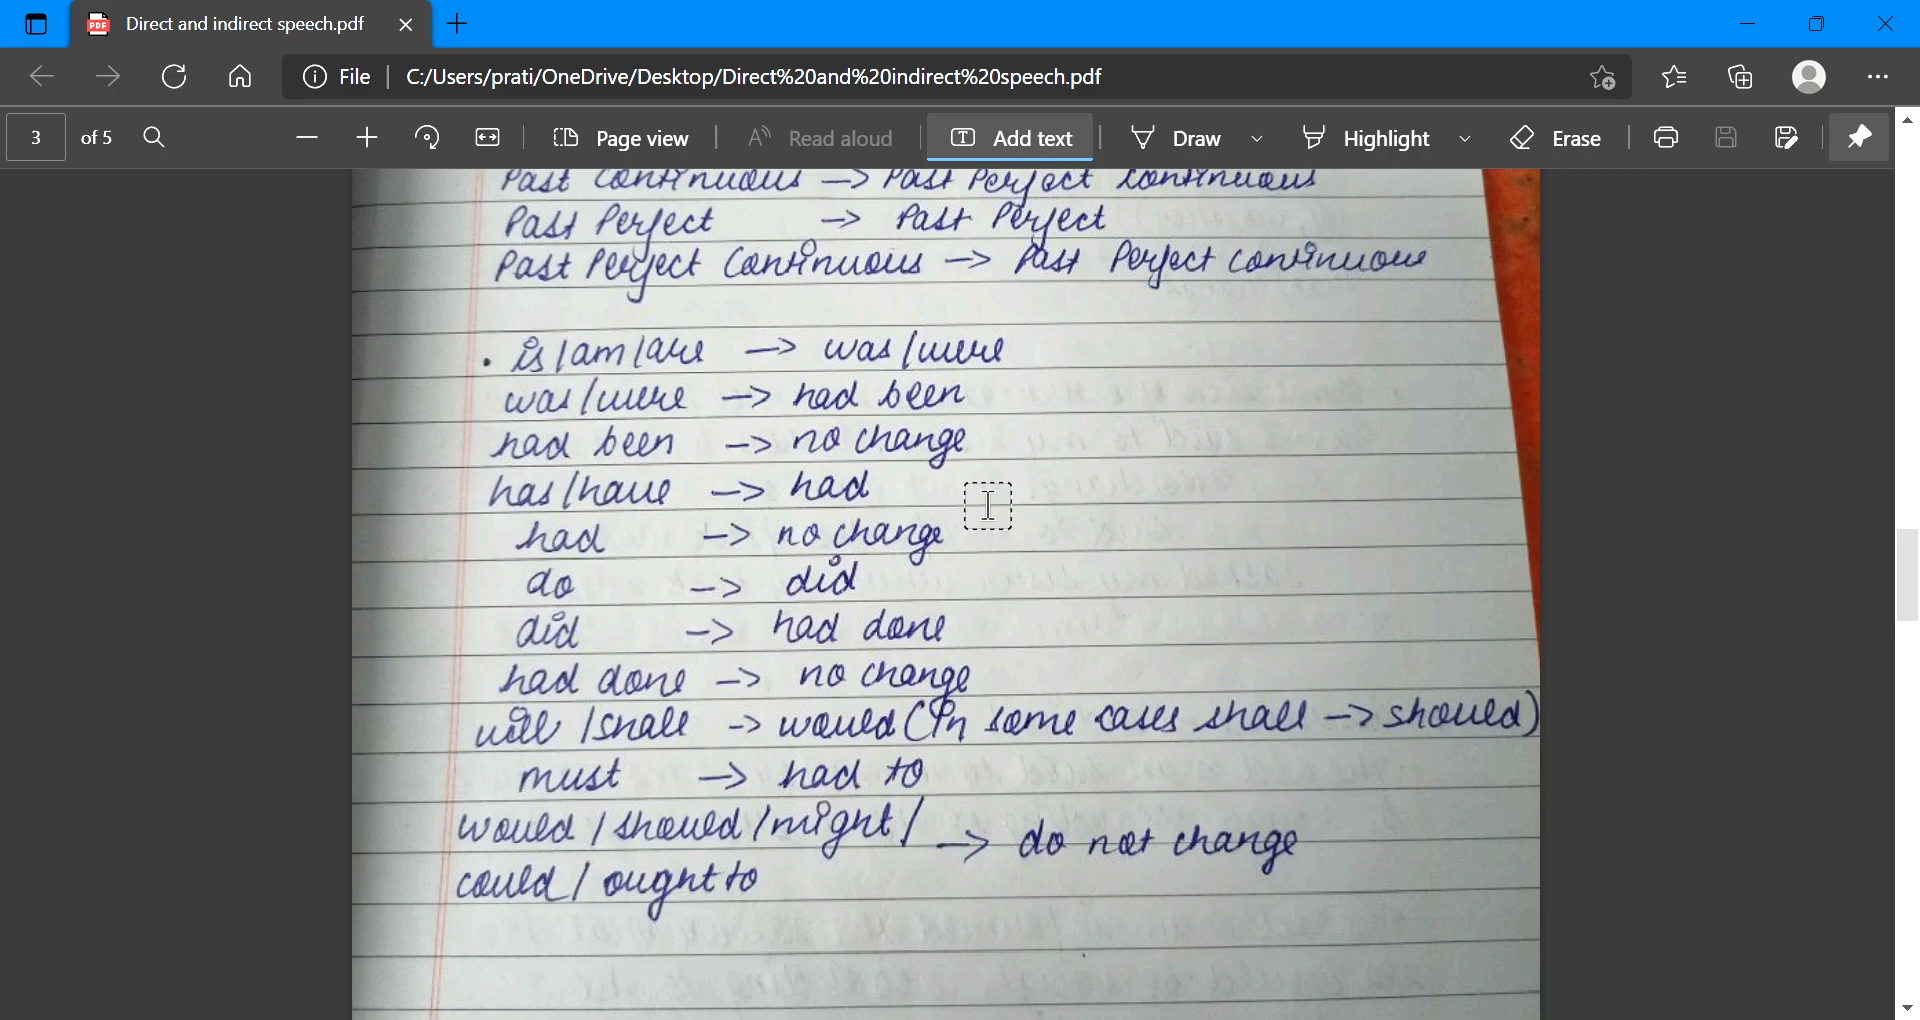 Direct and indirect speech.pdf
File C:/Users/prati/OneDrive/Desktop/Direct%20and%20indirect%20speech.pdf
3 of 5 Page view Read aloud Add text Draw Highlight Erase
Past Continuous -> Past Perfect continuous
Past Perfect -> Past Perfect
Past Perfect Continuous -> Past Perfect continuous
. is/am/are -> was/were
was/were -> had been
had been -> no change
has/have -> had
had -> no change
do -> did
did -> had done
had done -> no change
will/shall -> would (In some cases shall -> should)
must -> had to
would/should/might/ -> do not change
could/ought to